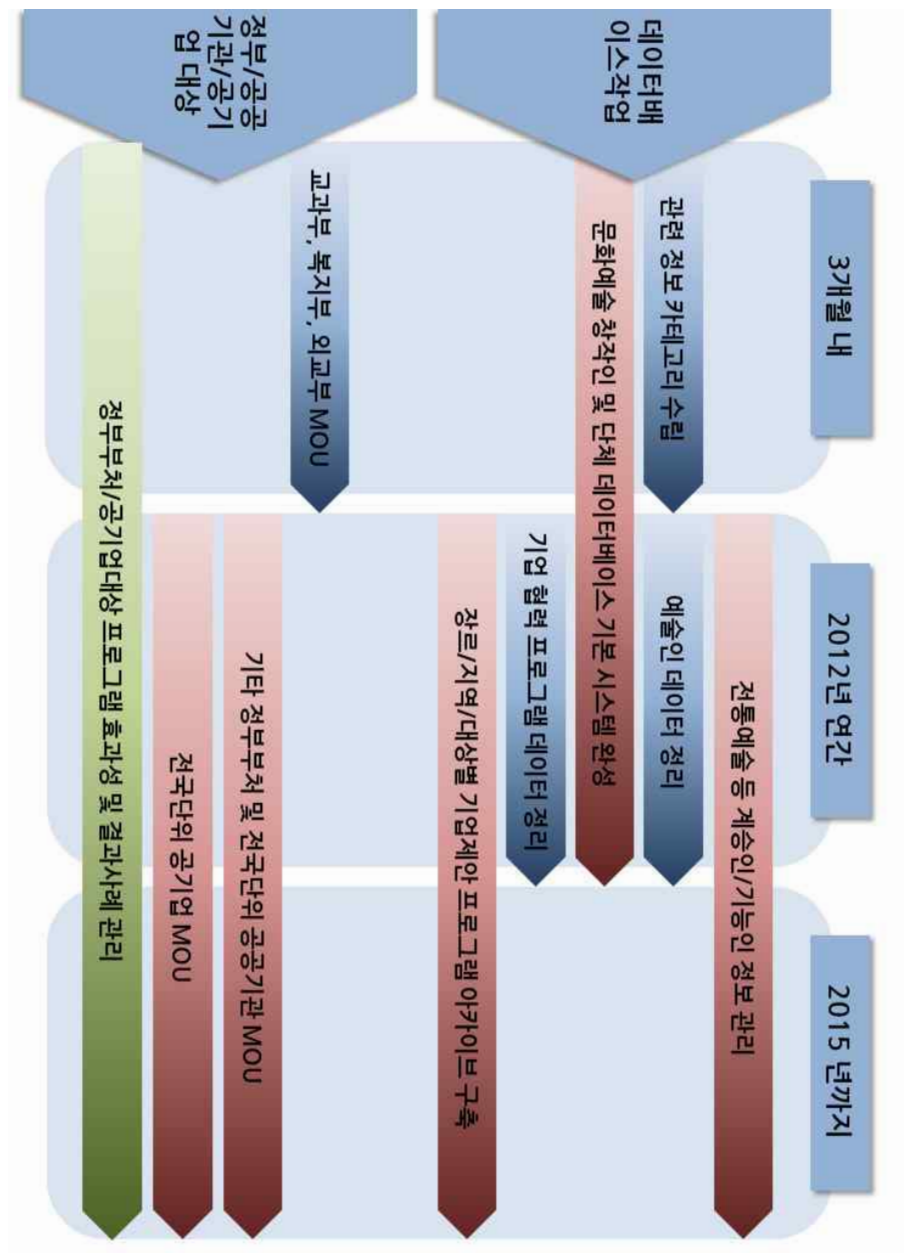 3개월 내
2012년 연간
2015 년까지
데이터배
이스작업
전통예술 등 계승인/기능인 정보 관리
관련 정보 카테고리 수립
예술인 데이터 정리
문화예술 창작인 및 단체 데이터베이스 기본 시스템 완성
기업 협력 프로그램 데이터 정리
장르/지역/대상별 기업제안 프로그램 아카이브 구축
정부/공공
기관/공기
업 대상
교과부, 복지부, 외교부 MOU
기타 정부부처 및 전국단위 공공기관 MOU
전국단위 공기업 MOU
정부부처/공기업대상 프로그램 효과성 및 결과사례 관리